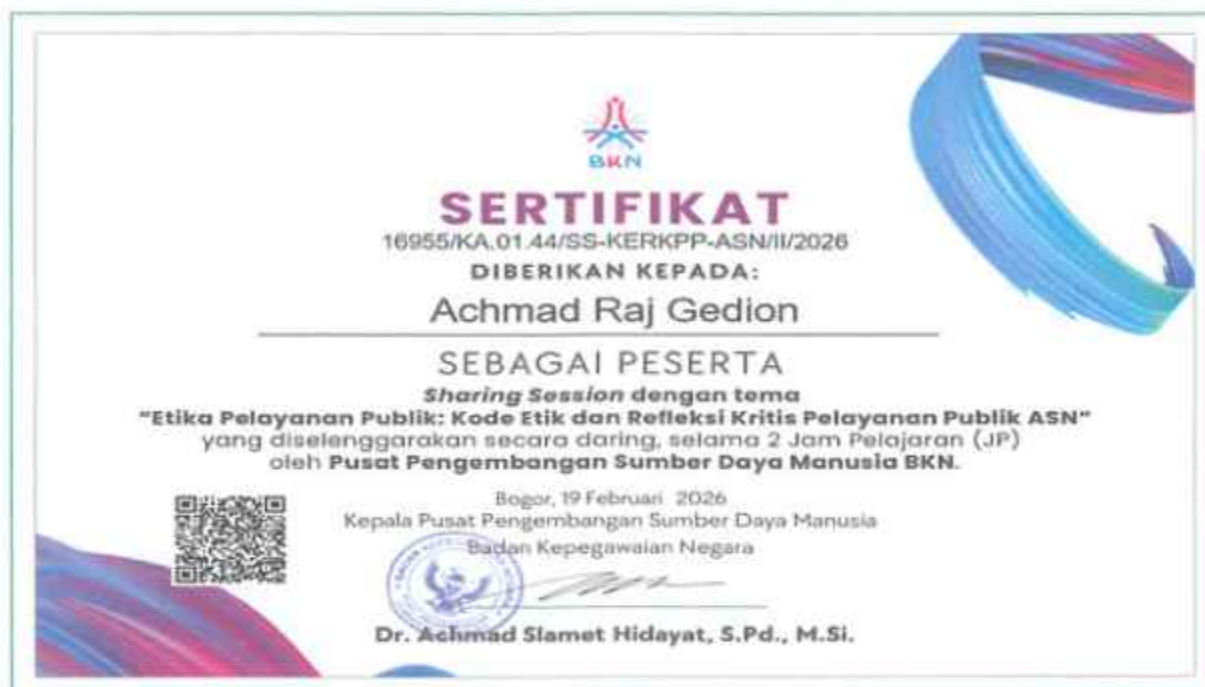 BKN
SERTIFIKAT
16955/KA.01.44/SS-KERKPP-ASN/II/2026
DIBERIKAN KEPADA:
Achmad Raj Gedion
SEBAGAI PESERTA
Sharing Session dengan tema
"Etika Pelayanan Publik: Kode Etik dan Refleksi Kritis Pelayanan Publik ASN"
yang diselenggarakan secara daring, selama 2 Jam Pelajaran (JP)
oleh Pusat Pengembangan Sumber Daya Manusia BKN.
Bogor, 19 Februari 2026
Kepala Pusat Pengembangan Sumber Daya Manusia
Badan Kepegawaian Negara
Dr. Achmad Slamet Hidayat, S.Pd., M.Si.